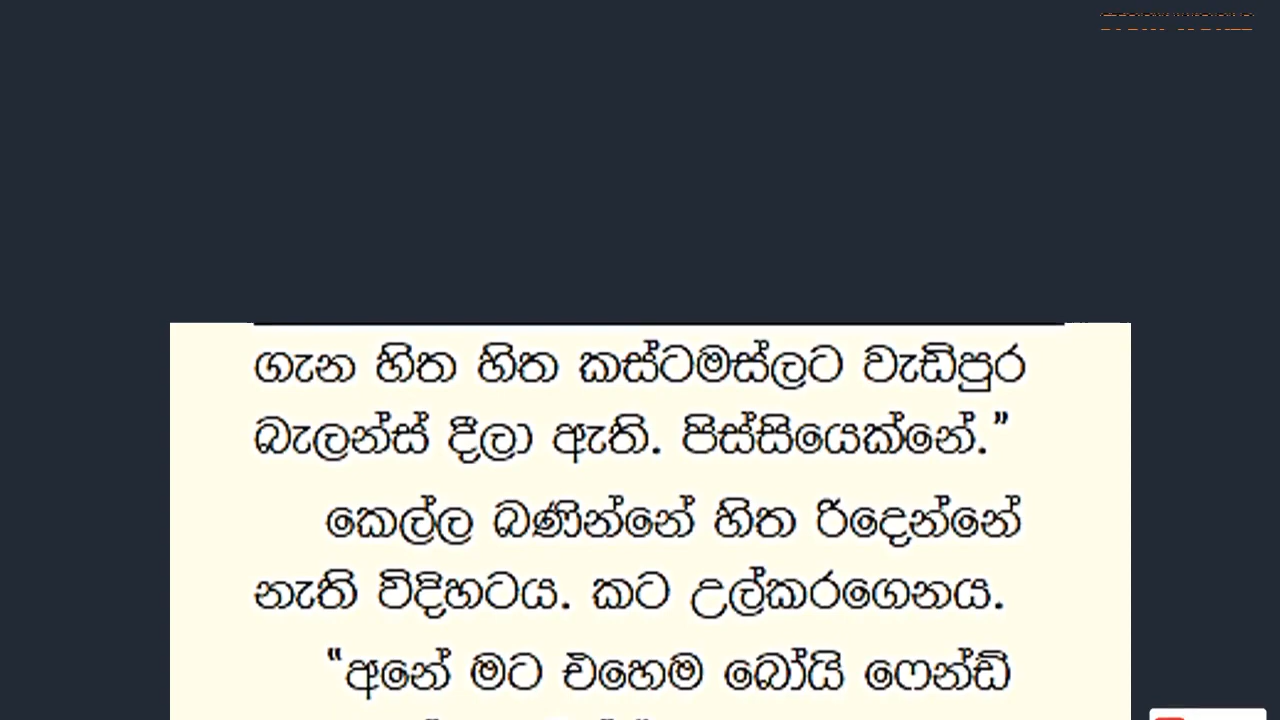 ගැන හිත හිත කස්ටමස්ලට වැඩිපුර
බැලන්ස් දීලා ඇති. පිස්සියෙක්නේ.”
කෙල්ල බණින්නේ හිත රිදෙන්නේ
නැති විදිහටය. කට උල්කරගෙනය.
“අනේ මට එහෙම බෝයි ෆෙන්ඩ්